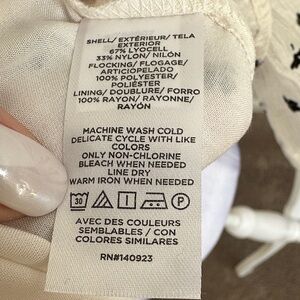 SHELL/ EXTÉRIEUR/ TELA
EXTERIOR
67% LYOCELL
33% NYLON/ NILÓN
FLOCKING/ FLOGAGE/
ARTICIOPELADO
100% POLYESTER/
POLIÉSTER
LINING/ DOUBLURE/ FORRO
100% RAYON/ RAYONNE/
RAYÓN
MACHINE WASH COLD
DELICATE CYCLE WITH LIKE
COLORS
ONLY NON-CHLORINE
BLEACH WHEN NEEDED
LINE DRY
WARM IRON WHEN NEEDED
30 P
AVEC DES COULEURS
SEMBLABLES / CON
COLORES SIMILARES
RN#140923